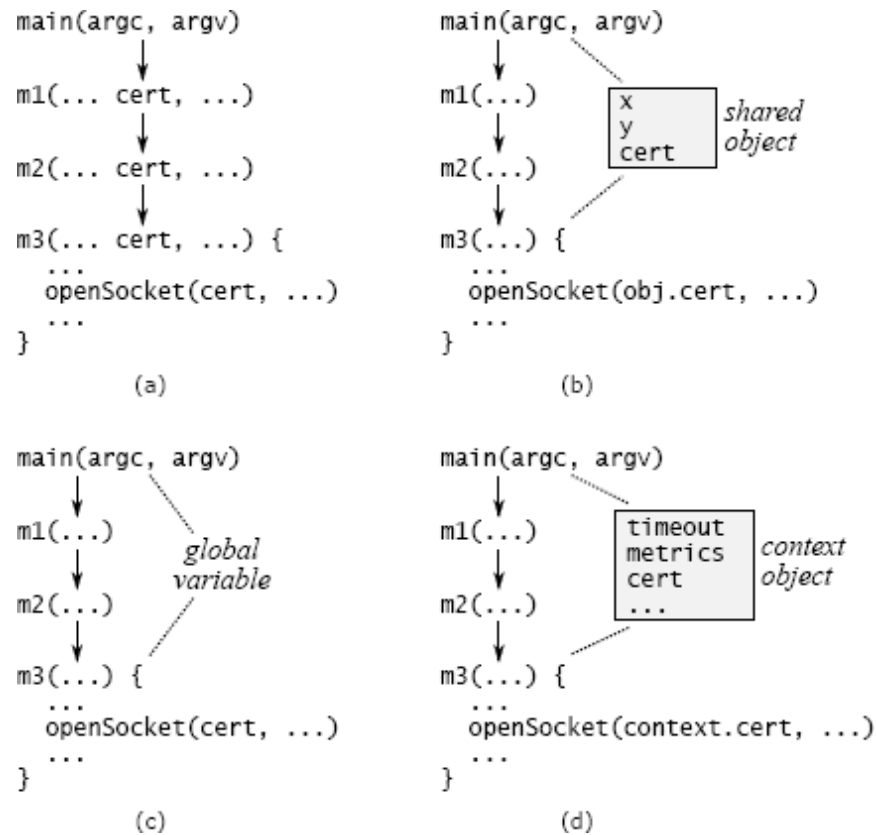 main(argc, argv)
m1(... cert, ...)
m2(... cert, ...)
m3(... cert, ...) {
...
openSocket(cert, ...)
...
}
(a)
main(argc, argv)
m1(...)
m2(...)
m3(...) {
...
openSocket(obj.cert, ...)
...
}
x
y
cert
shared
object
(b)
main(argc, argv)
m1(...)
m2(...)
m3(...) {
...
openSocket(cert, ...)
...
}
global
variable
(c)
main(argc, argv)
m1(...)
m2(...)
m3(...) {
...
openSocket(context.cert, ...)
...
}
timeout
metrics
cert
...
context
object
(d)